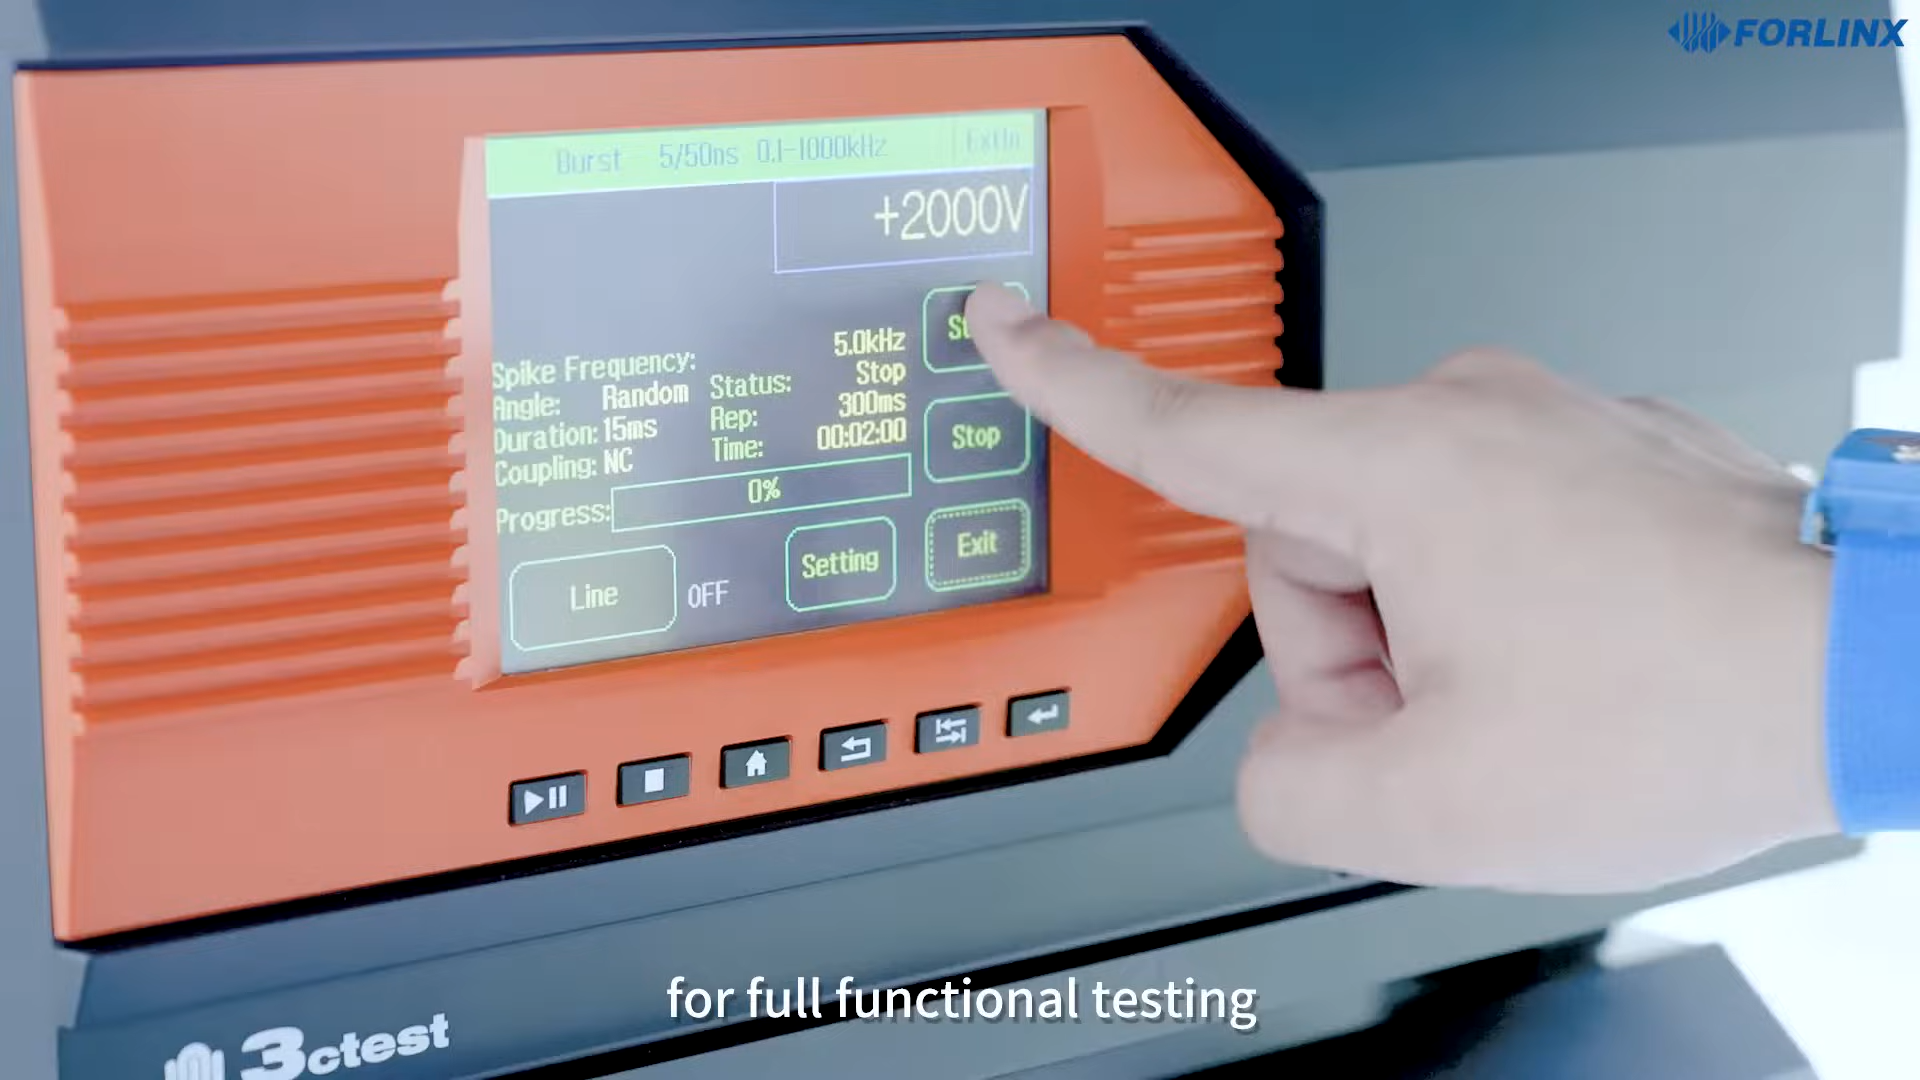 FORLINX
Burst 5/50ns 0.1-1000kHz ExtIn
+2000V
Spike Frequency: 5.0kHz
Angle: Random Status: Stop
Duration: 15ms Rep: 300ms
Coupling: NC Time: 00:02:00
Progress: 0%
Stop
Exit
Setting
Line OFF
for full functional testing
3ctest